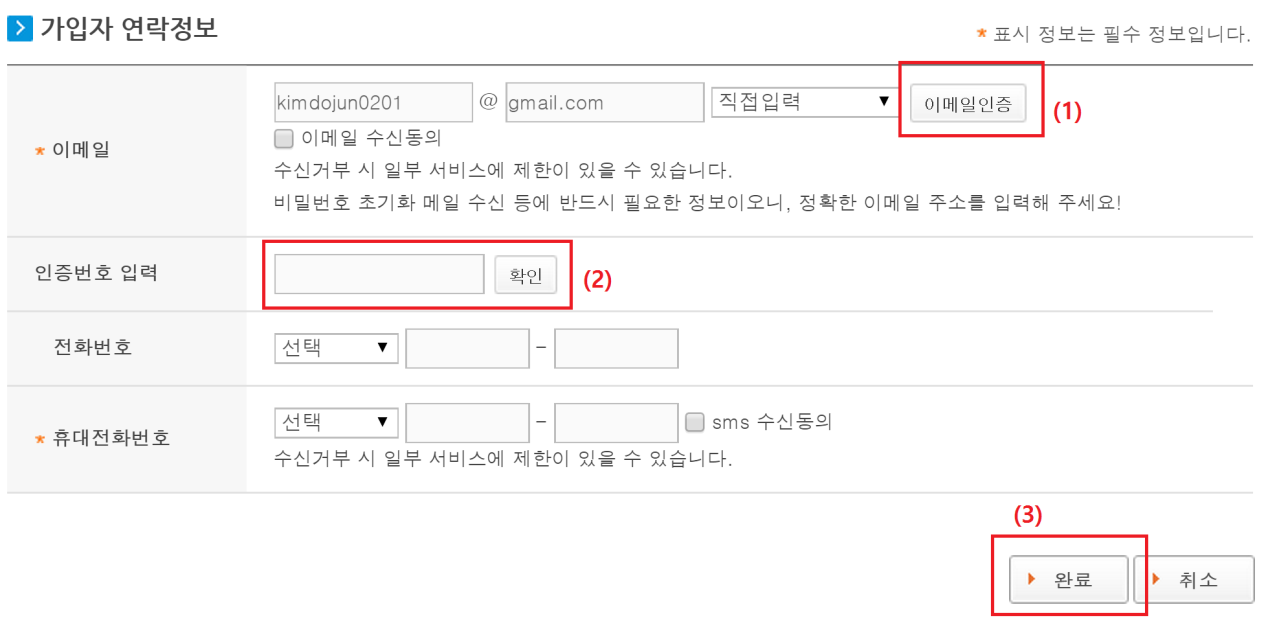 가입자 연락정보
* 표시 정보는 필수 정보입니다.
* 이메일
kimdojun0201 @ gmail.com 직접입력 ▼ 이메일인증 (1)
이메일 수신동의
수신거부 시 일부 서비스에 제한이 있을 수 있습니다.
비밀번호 초기화 메일 수신 등에 반드시 필요한 정보이오니, 정확한 이메일 주소를 입력해 주세요!
인증번호 입력 확인 (2)
전화번호 선택 ▼ -
* 휴대전화번호 선택 ▼ - sms 수신동의
수신거부 시 일부 서비스에 제한이 있을 수 있습니다.
(3)
완료 취소